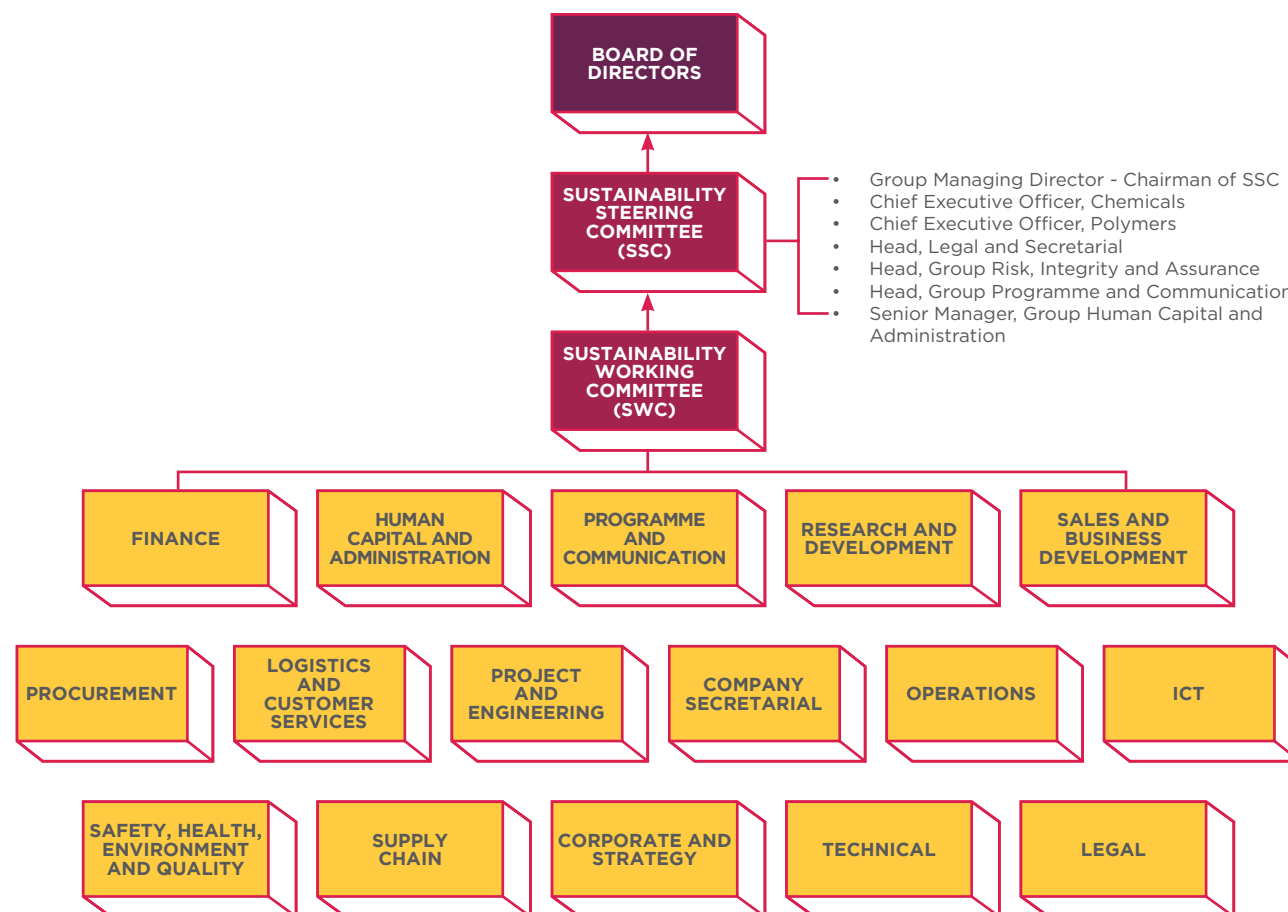 BOARD OF
DIRECTORS
SUSTAINABILITY
STEERING
COMMITTEE
(SSC)
• Group Managing Director - Chairman of SSC
• Chief Executive Officer, Chemicals
• Chief Executive Officer, Polymers
• Head, Legal and Secretarial
• Head, Group Risk, Integrity and Assurance
• Head, Group Programme and Communication
• Senior Manager, Group Human Capital and
Administration
SUSTAINABILITY
WORKING
COMMITTEE
(SWC)
FINANCE
HUMAN
CAPITAL AND
ADMINISTRATION
PROGRAMME
AND
COMMUNICATION
RESEARCH AND
DEVELOPMENT
SALES AND
BUSINESS
DEVELOPMENT
PROCUREMENT
LOGISTICS
AND
CUSTOMER
SERVICES
PROJECT
AND
ENGINEERING
COMPANY
SECRETARIAL
OPERATIONS
ICT
SAFETY, HEALTH,
ENVIRONMENT
AND QUALITY
SUPPLY
CHAIN
CORPORATE AND
STRATEGY
TECHNICAL
LEGAL